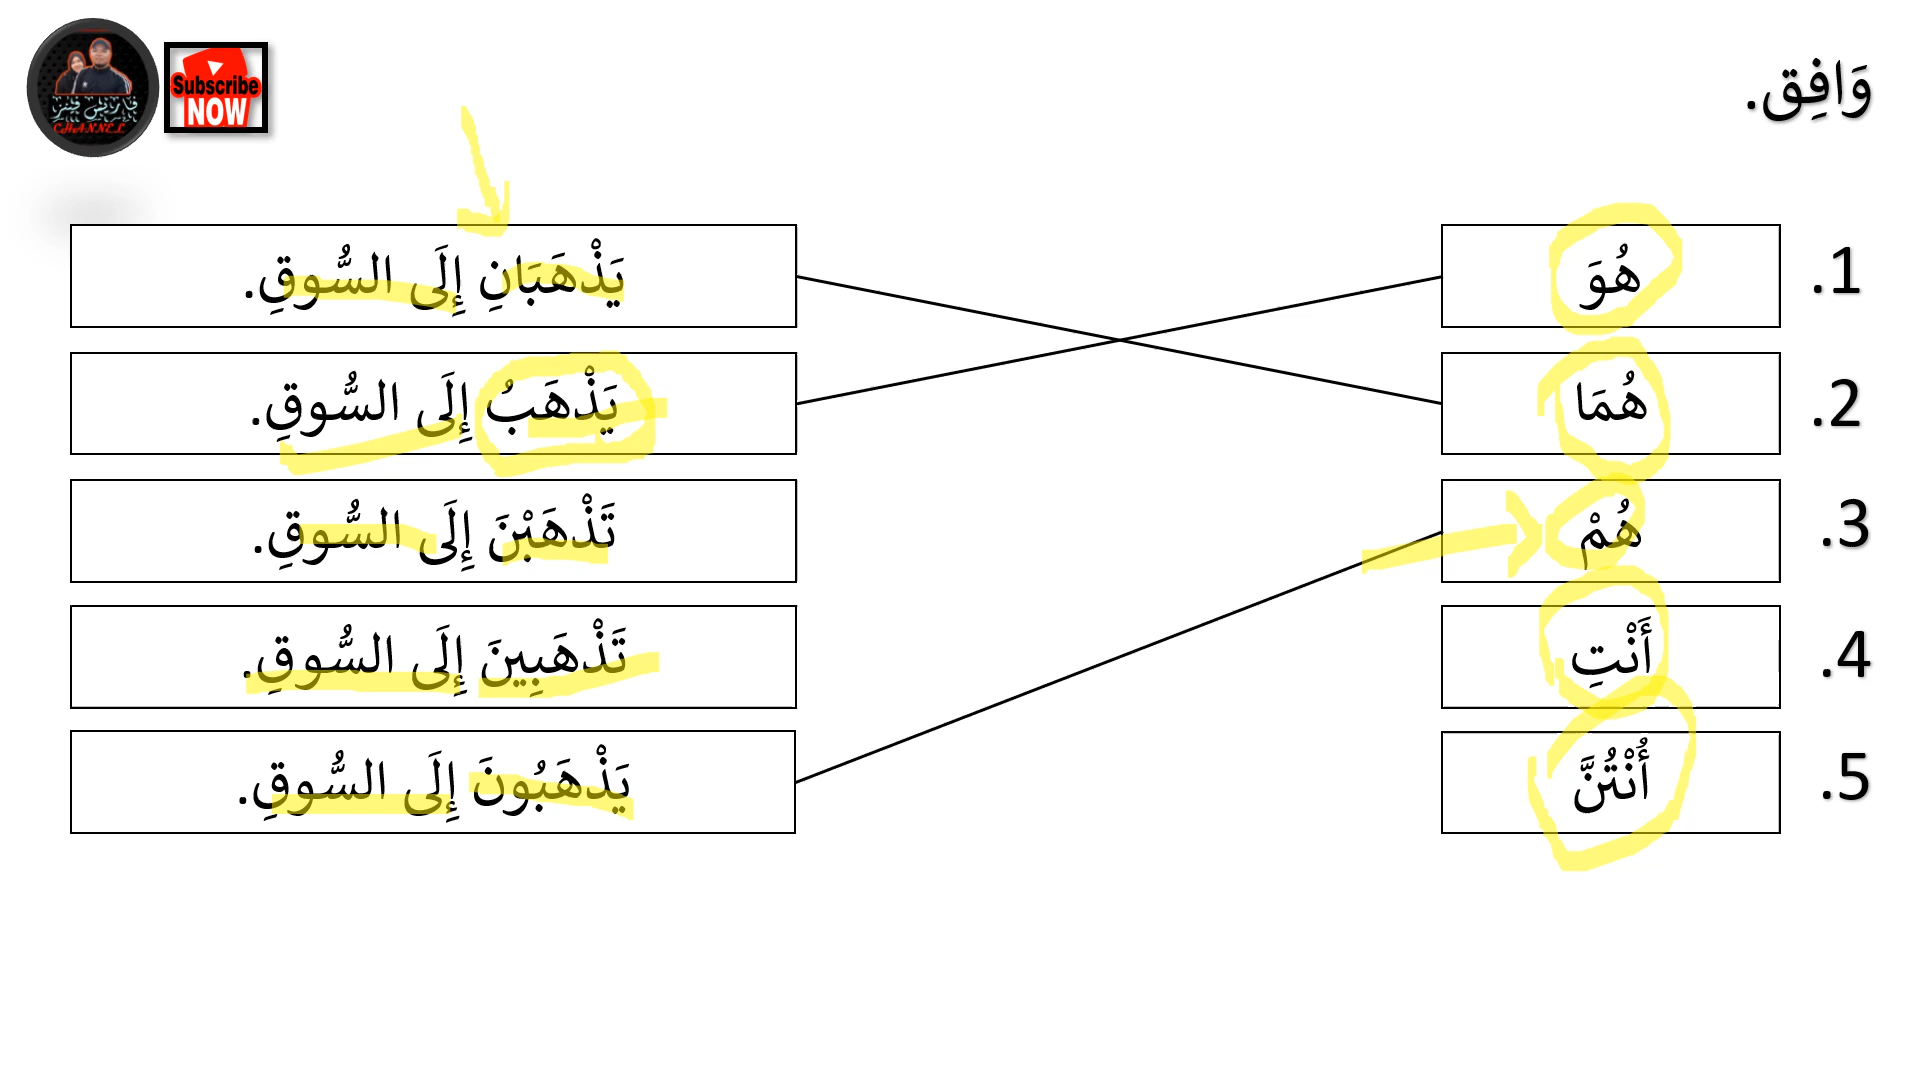 وَافِق.
Subscribe
NOW
CHANNEL
1. هُوَ
يَذْهَبَانِ إِلَى السُّوقِ.
2. هُمَا
يَذْهَبُ إِلَى السُّوقِ.
3. هُمْ
تَذْهَبْنَ إِلَى السُّوقِ.
4. أَنْتِ
تَذْهَبِينَ إِلَى السُّوقِ.
5. أَنْتُنَّ
يَذْهَبُونَ إِلَى السُّوقِ.